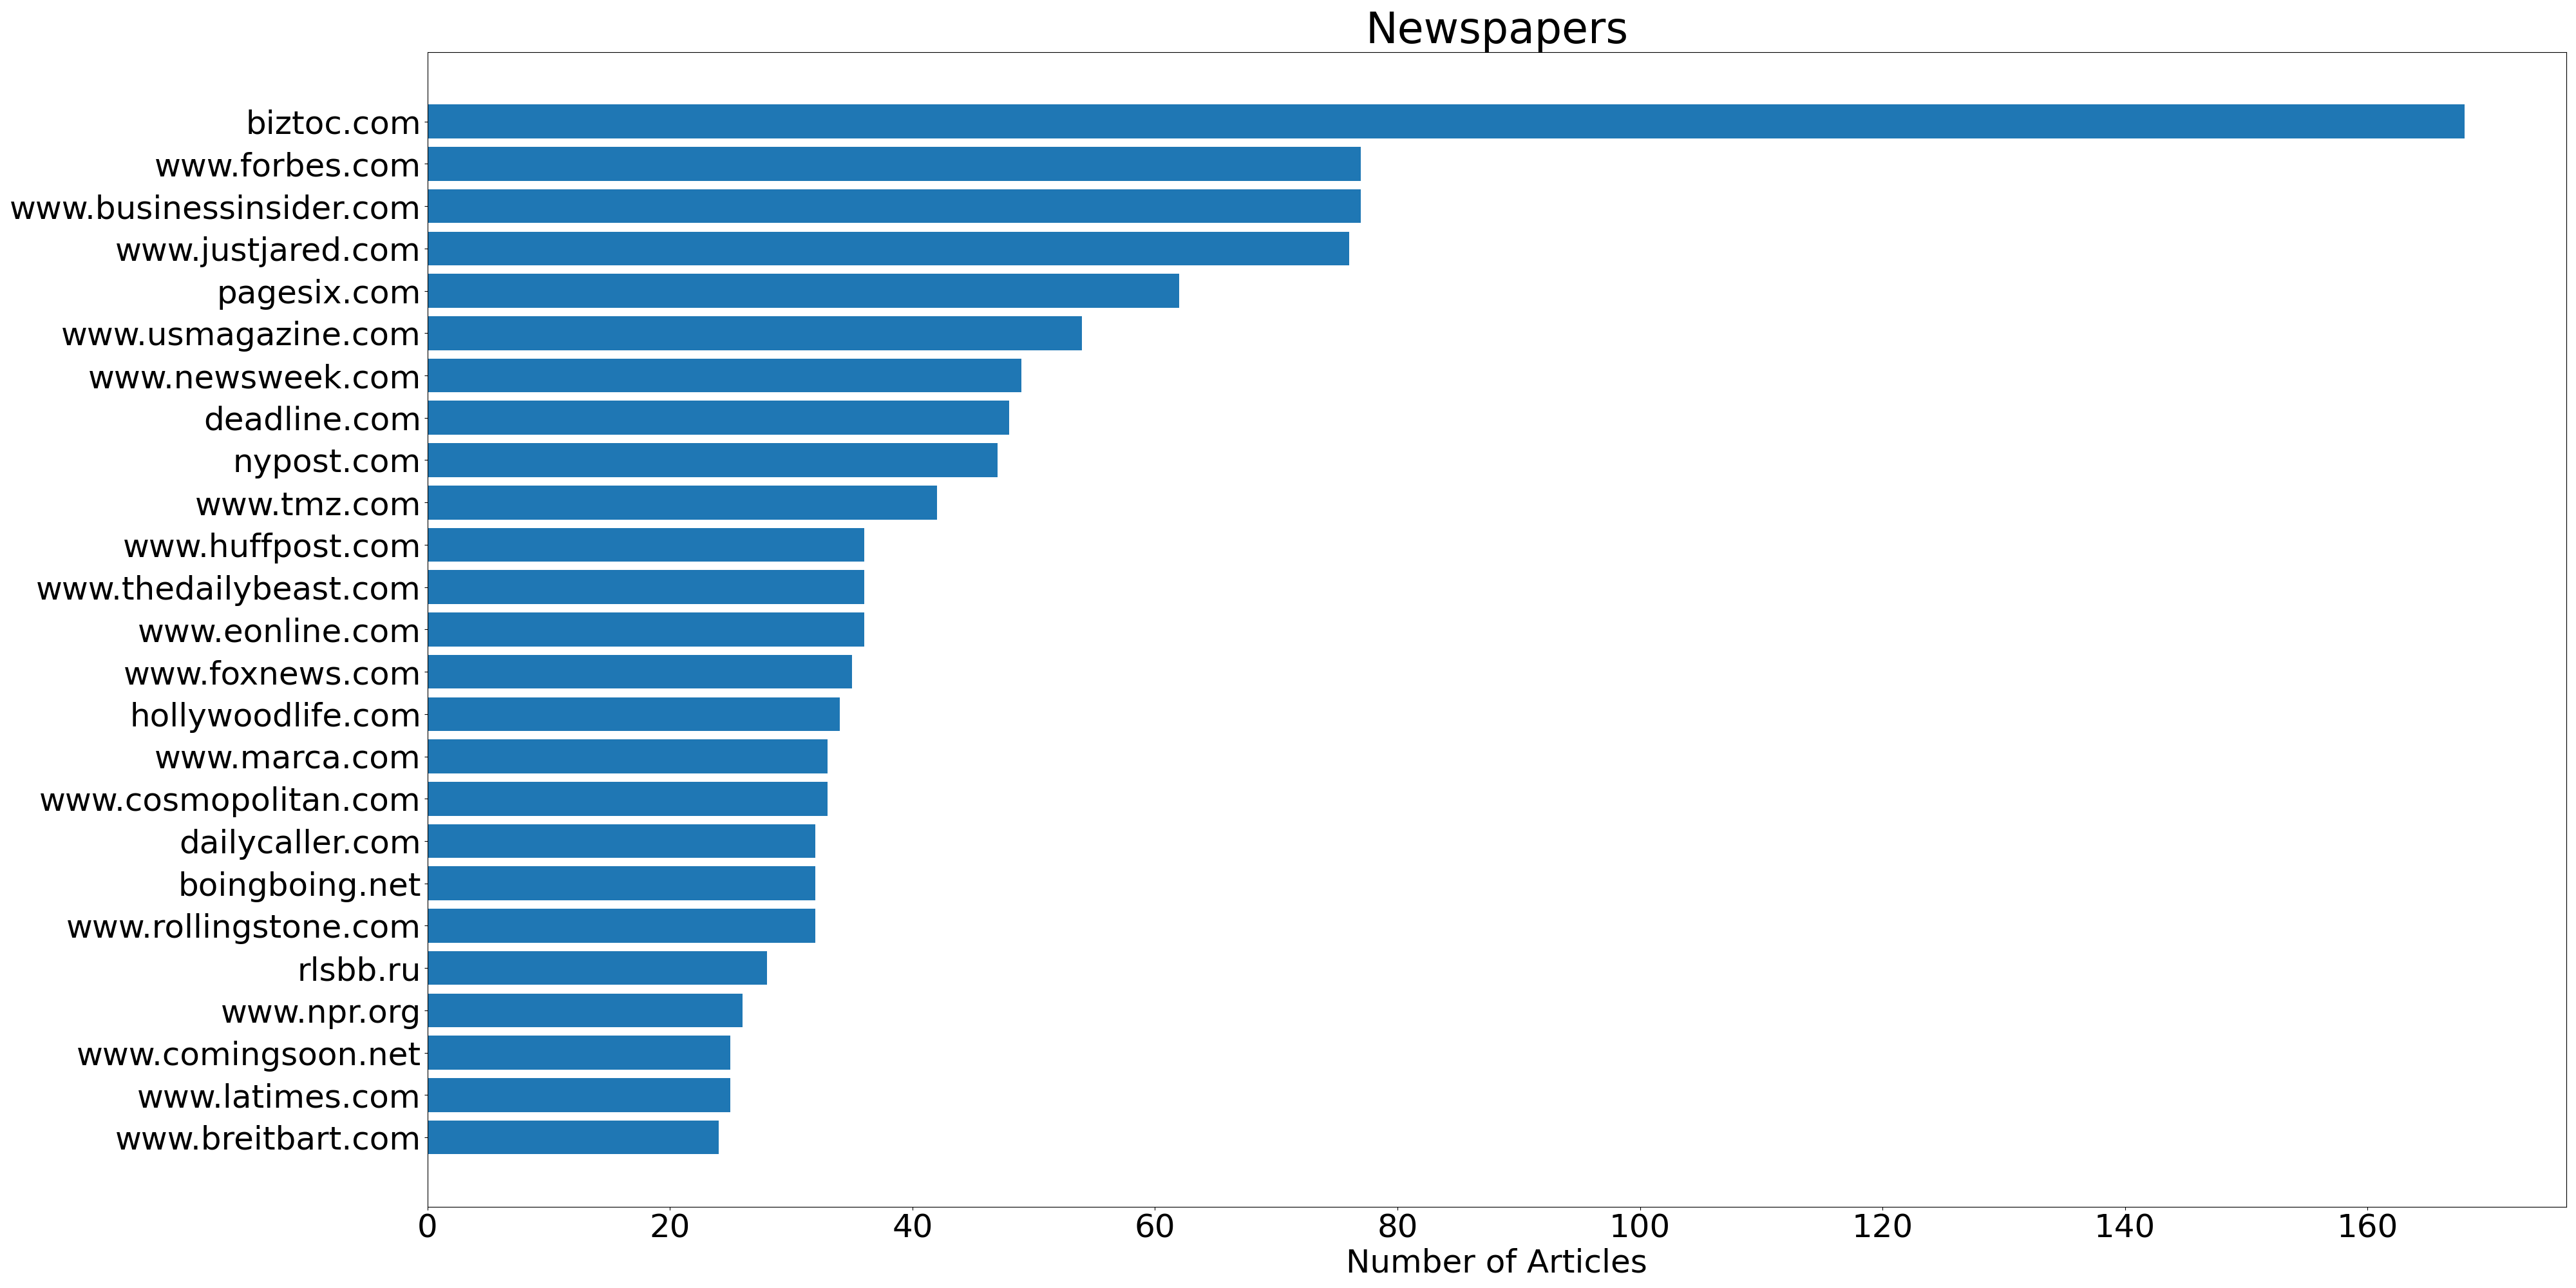 Newspapers
biztoc.com
www.forbes.com
www.businessinsider.com
www.justjared.com
pagesix.com
www.usmagazine.com
www.newsweek.com
deadline.com
nypost.com
www.tmz.com
www.huffpost.com
www.thedailybeast.com
www.eonline.com
www.foxnews.com
hollywoodlife.com
www.marca.com
www.cosmopolitan.com
dailycaller.com
boingboing.net
www.rollingstone.com
rlsbb.ru
www.npr.org
www.comingsoon.net
www.latimes.com
www.breitbart.com
0 20 40 60 80 100 120 140 160
Number of Articles